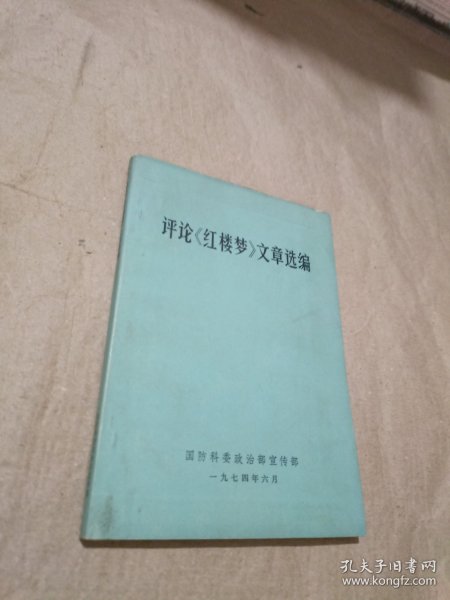 评论《红楼梦》文章选编
国防科委政治部宣传部
一九七四年六月
孔夫子旧书网
www.kongfz.com